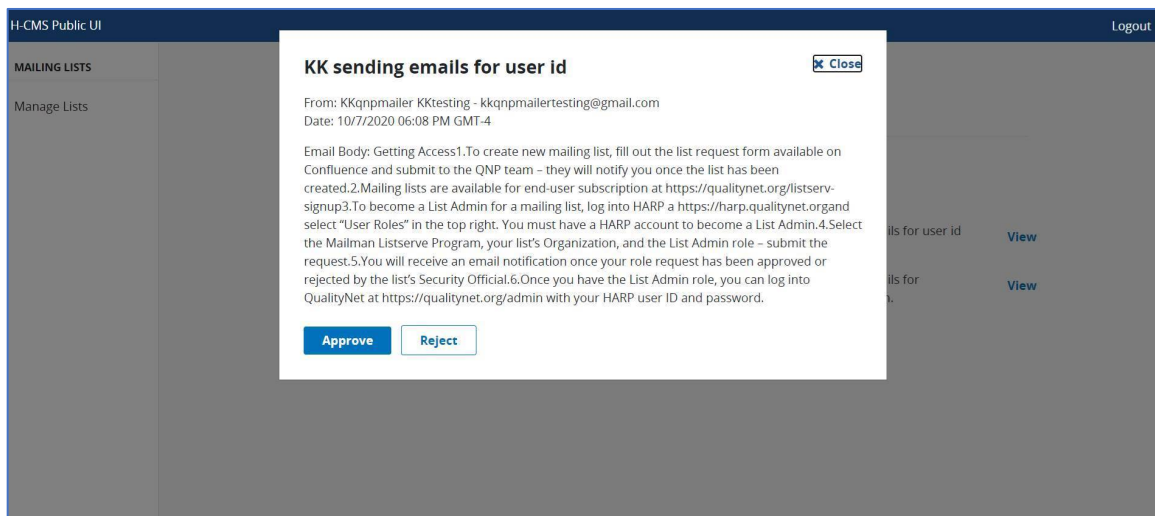 H-CMS Public UI
Logout
MAILING LISTS
Manage Lists
KK sending emails for user id
✖ Close
From: KKqnpmailer KKtesting - kkqnpmailertesting@gmail.com
Date: 10/7/2020 06:08 PM GMT-4
Email Body: Getting Access1.To create new mailing list, fill out the list request form available on
Confluence and submit to the QNP team – they will notify you once the list has been
created.2.Mailing lists are available for end-user subscription at https://qualitynet.org/listserv-
signup3.To become a List Admin for a mailing list, log into HARP a https://harp.qualitynet.organd
select “User Roles” in the top right. You must have a HARP account to become a List Admin.4.Select
the Mailman Listserve Program, your list’s Organization, and the List Admin role – submit the
request.5.You will receive an email notification once your role request has been approved or
rejected by the list’s Security Official.6.Once you have the List Admin role, you can log into
QualityNet at https://qualitynet.org/admin with your HARP user ID and password.
Approve
Reject
ils for user id
View
ils for
View